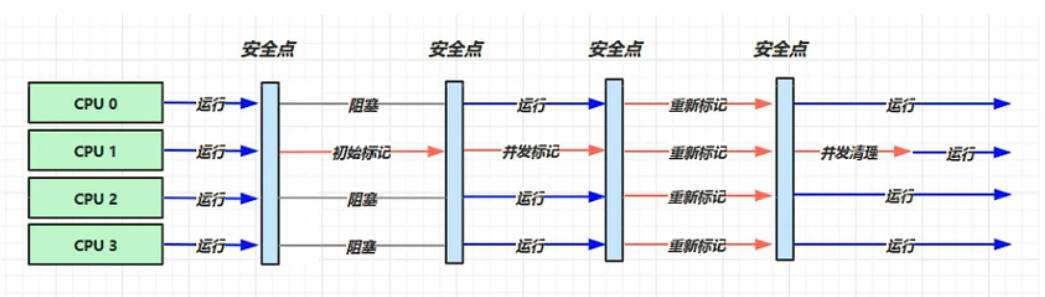 安全点 安全点 安全点 安全点
CPU 0 运行 阻塞 运行 重新标记 运行
CPU 1 运行 初始标记 并发标记 重新标记 并发清理 运行
CPU 2 运行 阻塞 运行 重新标记 运行
CPU 3 运行 阻塞 运行 重新标记 运行